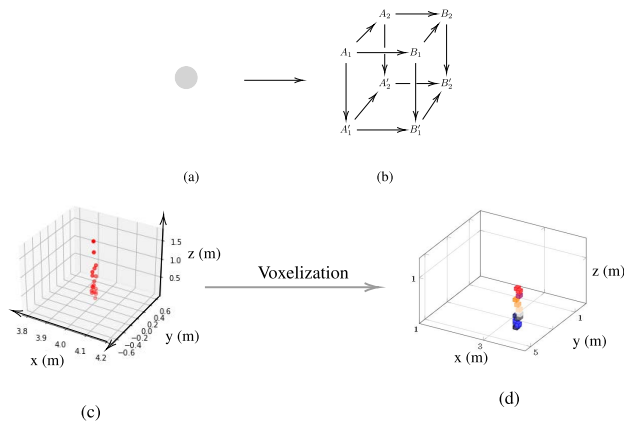 A₂ B₂
A₁ B₁
A′₂ B′₂
A′₁ B′₁
(a) (b)
1.5
1.0
0.5
z (m)
0.6
0.4
0.2
0.0
−0.2
−0.4
−0.6
y (m)
3.8 3.9 4.0 4.1 4.2
x (m)
(c)
Voxelization
1
z (m)
1
3
x (m)
5
1
y (m)
(d)